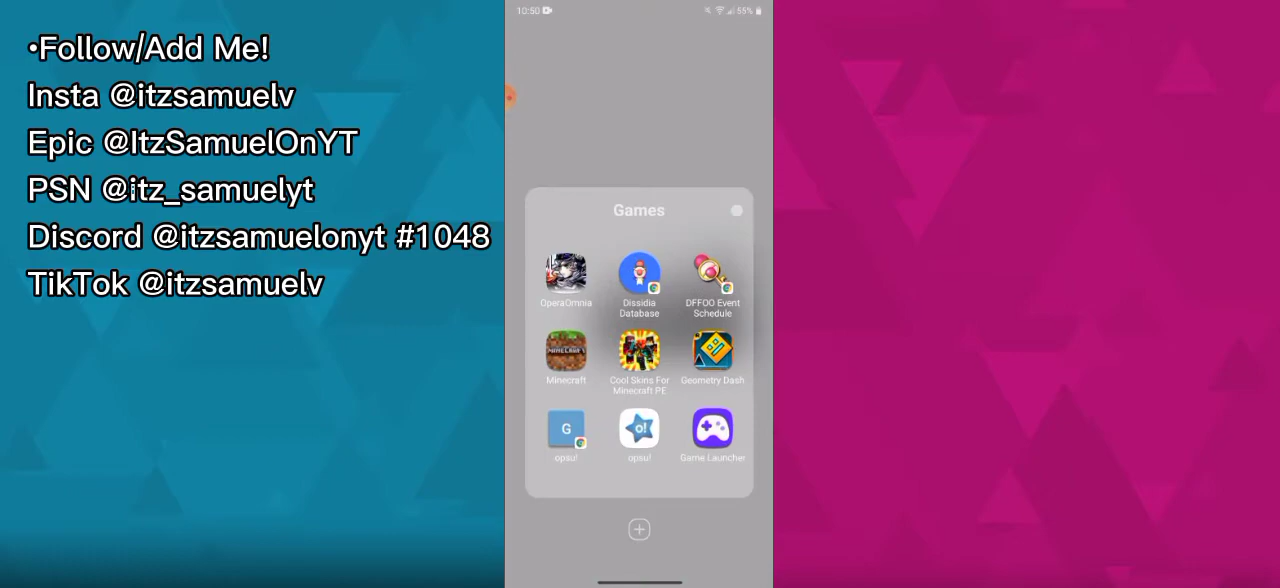 •Follow/Add Me!
Insta @itzsamuelv
Epic @ItzSamuelOnYT
PSN @itz_samuelyt
Discord @itzsamuelonyt #1048
TikTok @itzsamuelv
10:50
55%
Games
OperaOmnia
Dissidia
Database
DFFOO Event
Schedule
MINECRAFT
Minecraft
Cool Skins For
Minecraft PE
Geometry Dash
G
opsu!
o!
opsu!
Game Launcher